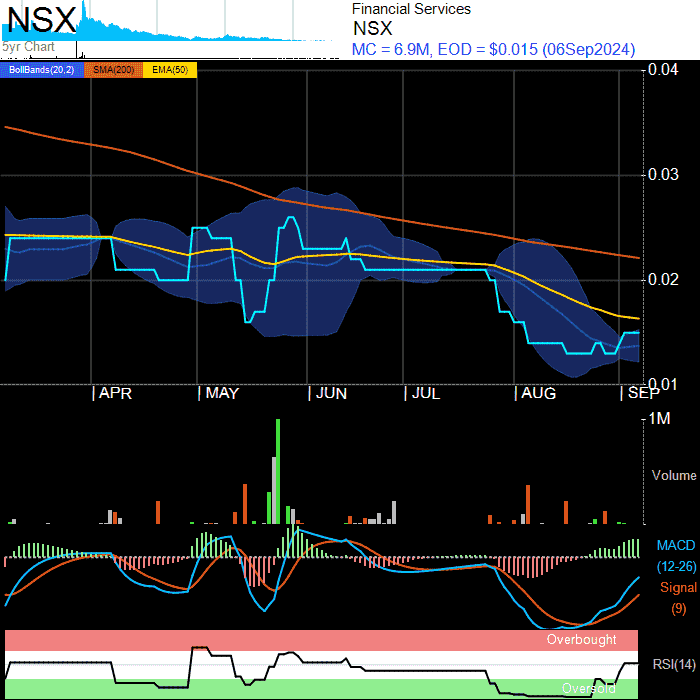 NSX
5yr Chart
Financial Services
NSX
MC = 6.9M, EOD = $0.015 (06Sep2024)
BollBands(20,2) SMA(200) EMA(50)
0.04
0.03
0.02
0.01
APR MAY JUN JUL AUG SEP
1M
Volume
MACD
(12-26)
Signal
(9)
Overbought
RSI(14)
Oversold